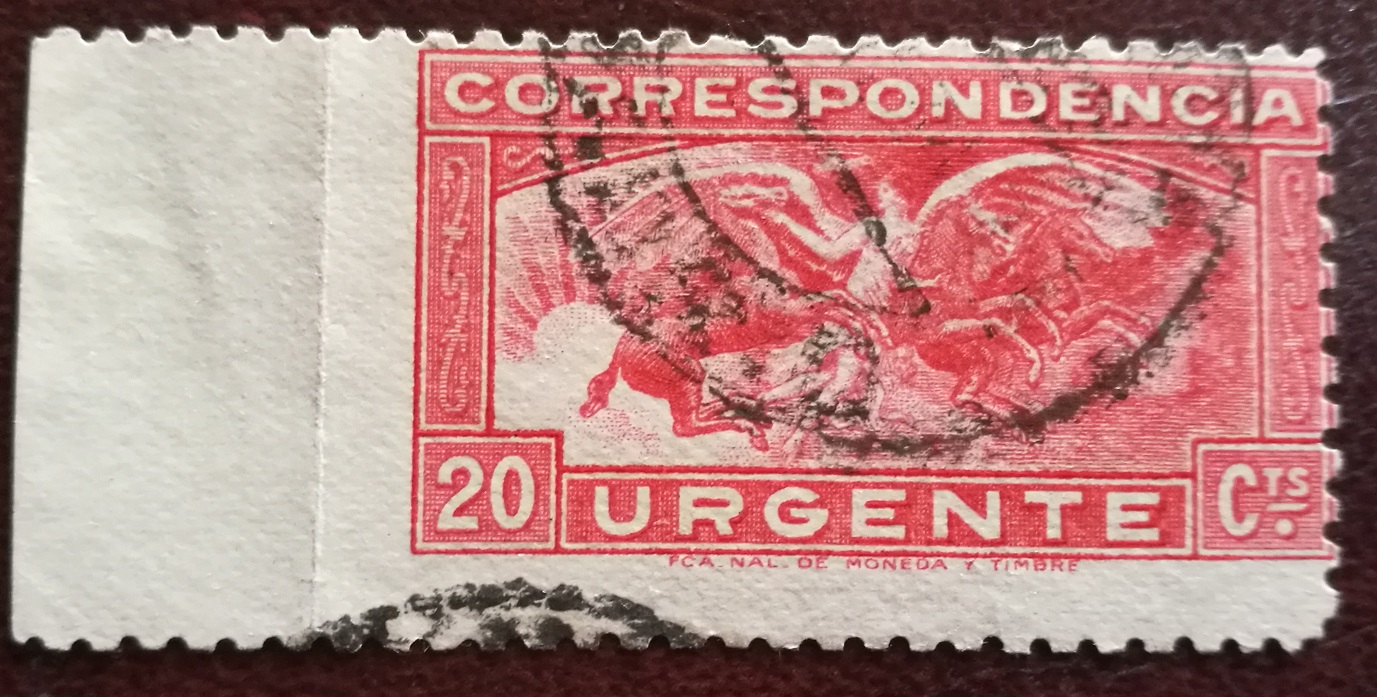 CORRESPONDENCIA
20 URGENTE CTS.
FCA. NAL. DE MONEDA Y TIMBRE